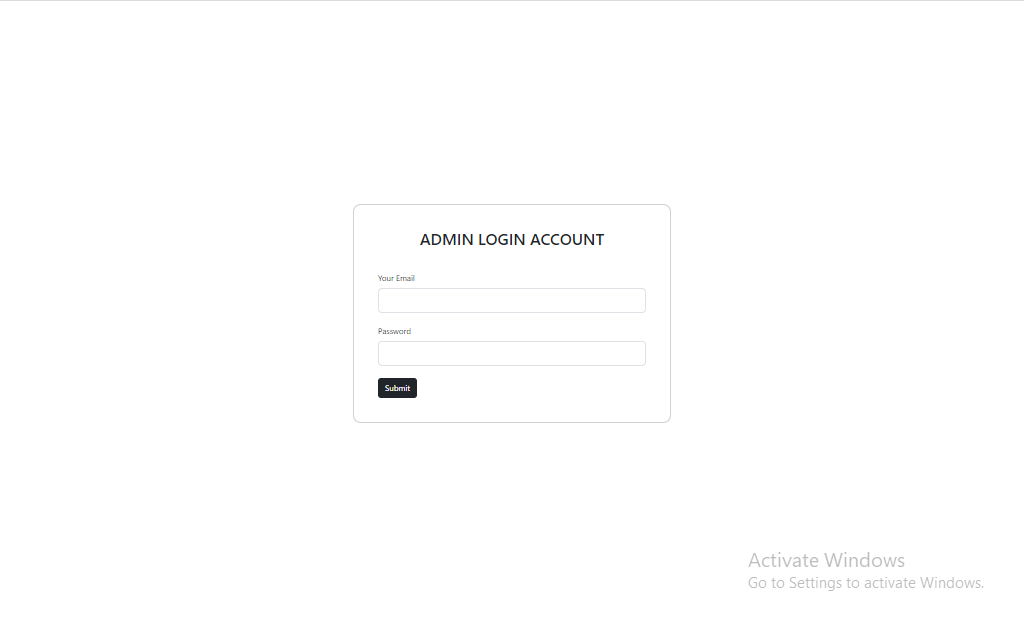 ADMIN LOGIN ACCOUNT
Your Email
Password
Submit
Activate Windows
Go to Settings to activate Windows.